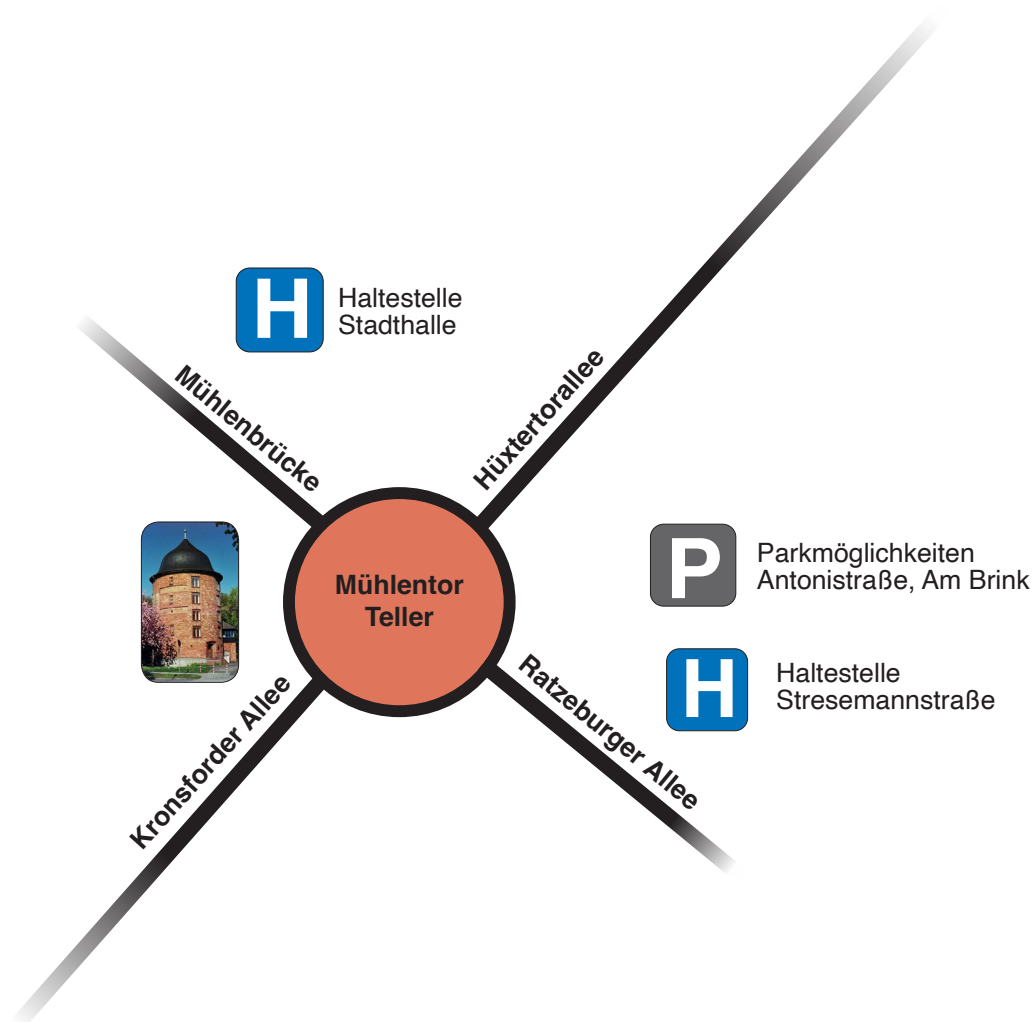 H
Haltestelle
Stadthalle
Mühlenbrücke
Hüxtertorallee
Mühlentor
Teller
P
Parkmöglichkeiten
Antonistraße, Am Brink
H
Haltestelle
Stresemannstraße
Kronsforder Allee
Ratzeburger Allee